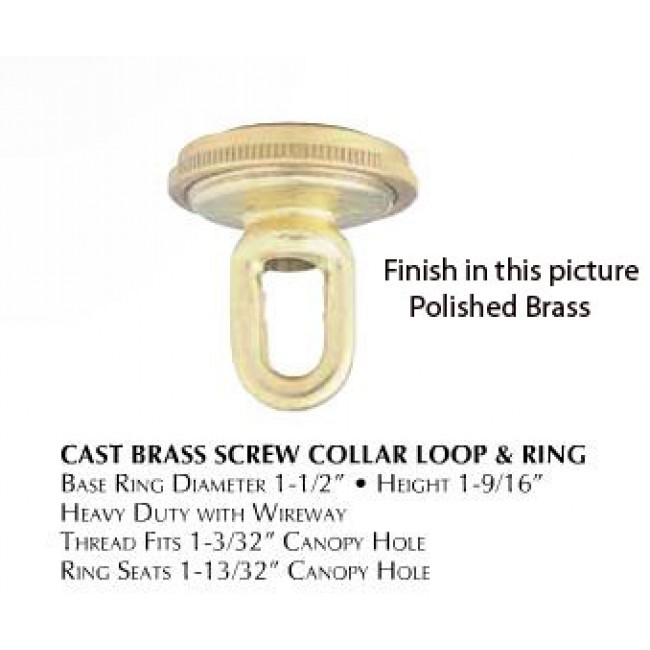 Finish in this picture
Polished Brass
CAST BRASS SCREW COLLAR LOOP & RING
BASE RING DIAMETER 1-1/2" • HEIGHT 1-9/16"
HEAVY DUTY WITH WIREWAY
THREAD FITS 1-3/32" CANOPY HOLE
RING SEATS 1-13/32" CANOPY HOLE